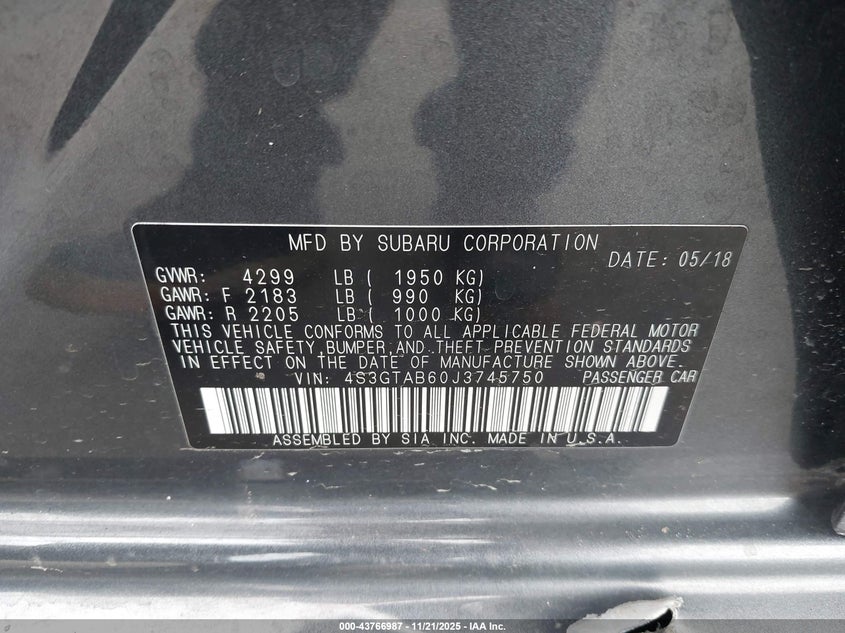 MFD BY SUBARU CORPORATION
DATE: 05/18
GVWR: 4299 LB ( 1950 KG)
GAWR: F 2183 LB ( 990 KG)
GAWR: R 2205 LB ( 1000 KG)
THIS VEHICLE CONFORMS TO ALL APPLICABLE FEDERAL MOTOR
VEHICLE SAFETY, BUMPER, AND THEFT PREVENTION STANDARDS
IN EFFECT ON THE DATE OF MANUFACTURE SHOWN ABOVE.
VIN: 4S3GTAB60J3745750 PASSENGER CAR
ASSEMBLED BY SIA INC. MADE IN U.S.A.
000-43766987 - 11/21/2025 - IAA Inc.